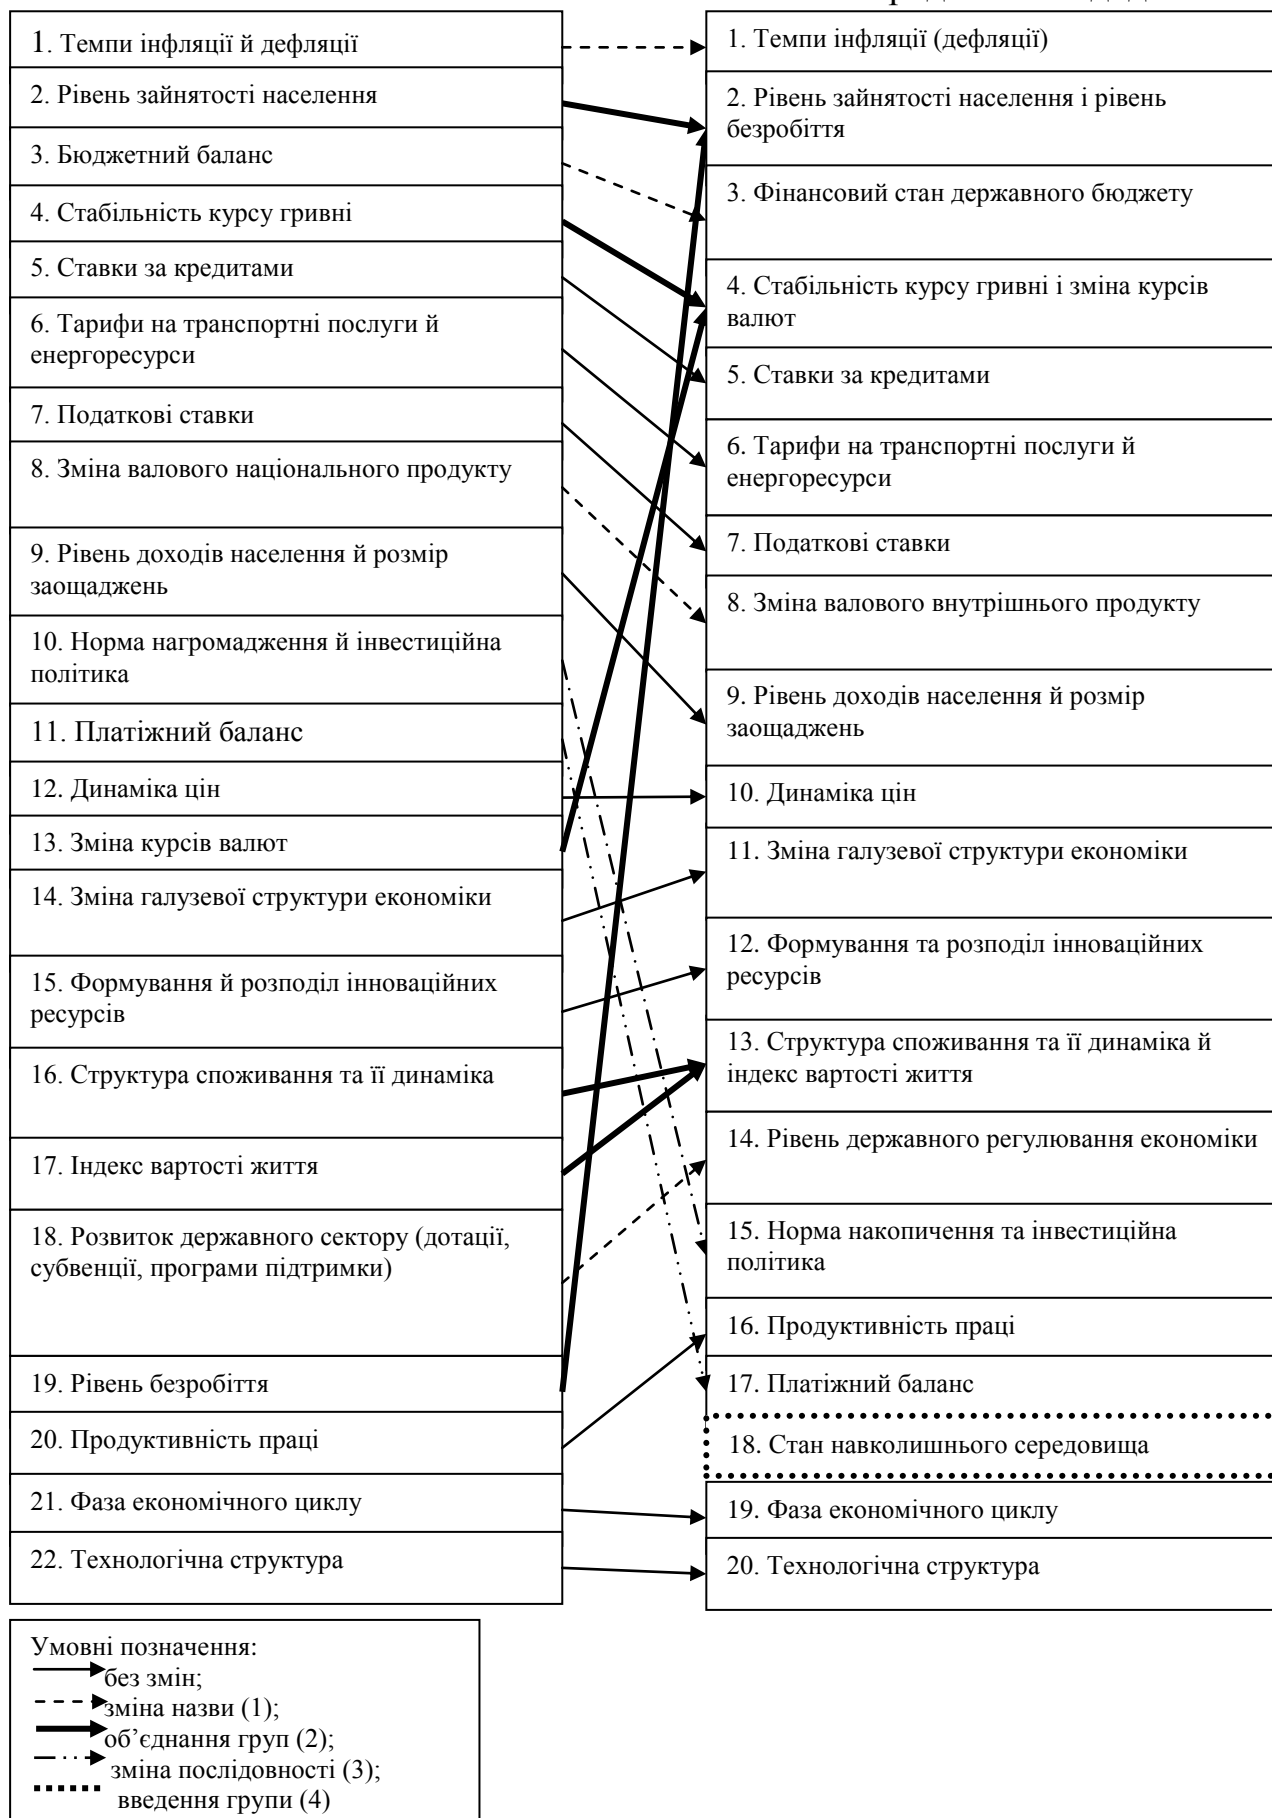 1. Темпи інфляції й дефляції
2. Рівень зайнятості населення
3. Бюджетний баланс
4. Стабільність курсу гривні
5. Ставки за кредитами
6. Тарифи на транспортні послуги й
енергоресурси
7. Податкові ставки
8. Зміна валового національного продукту
9. Рівень доходів населення й розмір
заощаджень
10. Норма нагромадження й інвестиційна
політика
11. Платіжний баланс
12. Динаміка цін
13. Зміна курсів валют
14. Зміна галузевої структури економіки
15. Формування й розподіл інноваційних
ресурсів
16. Структура споживання та її динаміка
17. Індекс вартості життя
18. Розвиток державного сектору (дотації,
субвенції, програми підтримки)
19. Рівень безробіття
20. Продуктивність праці
21. Фаза економічного циклу
22. Технологічна структура
1. Темпи інфляції (дефляції)
2. Рівень зайнятості населення і рівень
безробіття
3. Фінансовий стан державного бюджету
4. Стабільність курсу гривні і зміна курсів
валют
5. Ставки за кредитами
6. Тарифи на транспортні послуги й
енергоресурси
7. Податкові ставки
8. Зміна валового внутрішнього продукту
9. Рівень доходів населення й розмір
заощаджень
10. Динаміка цін
11. Зміна галузевої структури економіки
12. Формування та розподіл інноваційних
ресурсів
13. Структура споживання та її динаміка й
індекс вартості життя
14. Рівень державного регулювання економіки
15. Норма накопичення та інвестиційна
політика
16. Продуктивність праці
17. Платіжний баланс
18. Стан навколишнього середовища
19. Фаза економічного циклу
20. Технологічна структура
Умовні позначення:
без змін;
зміна назви (1);
об’єднання груп (2);
зміна послідовності (3);
введення групи (4)